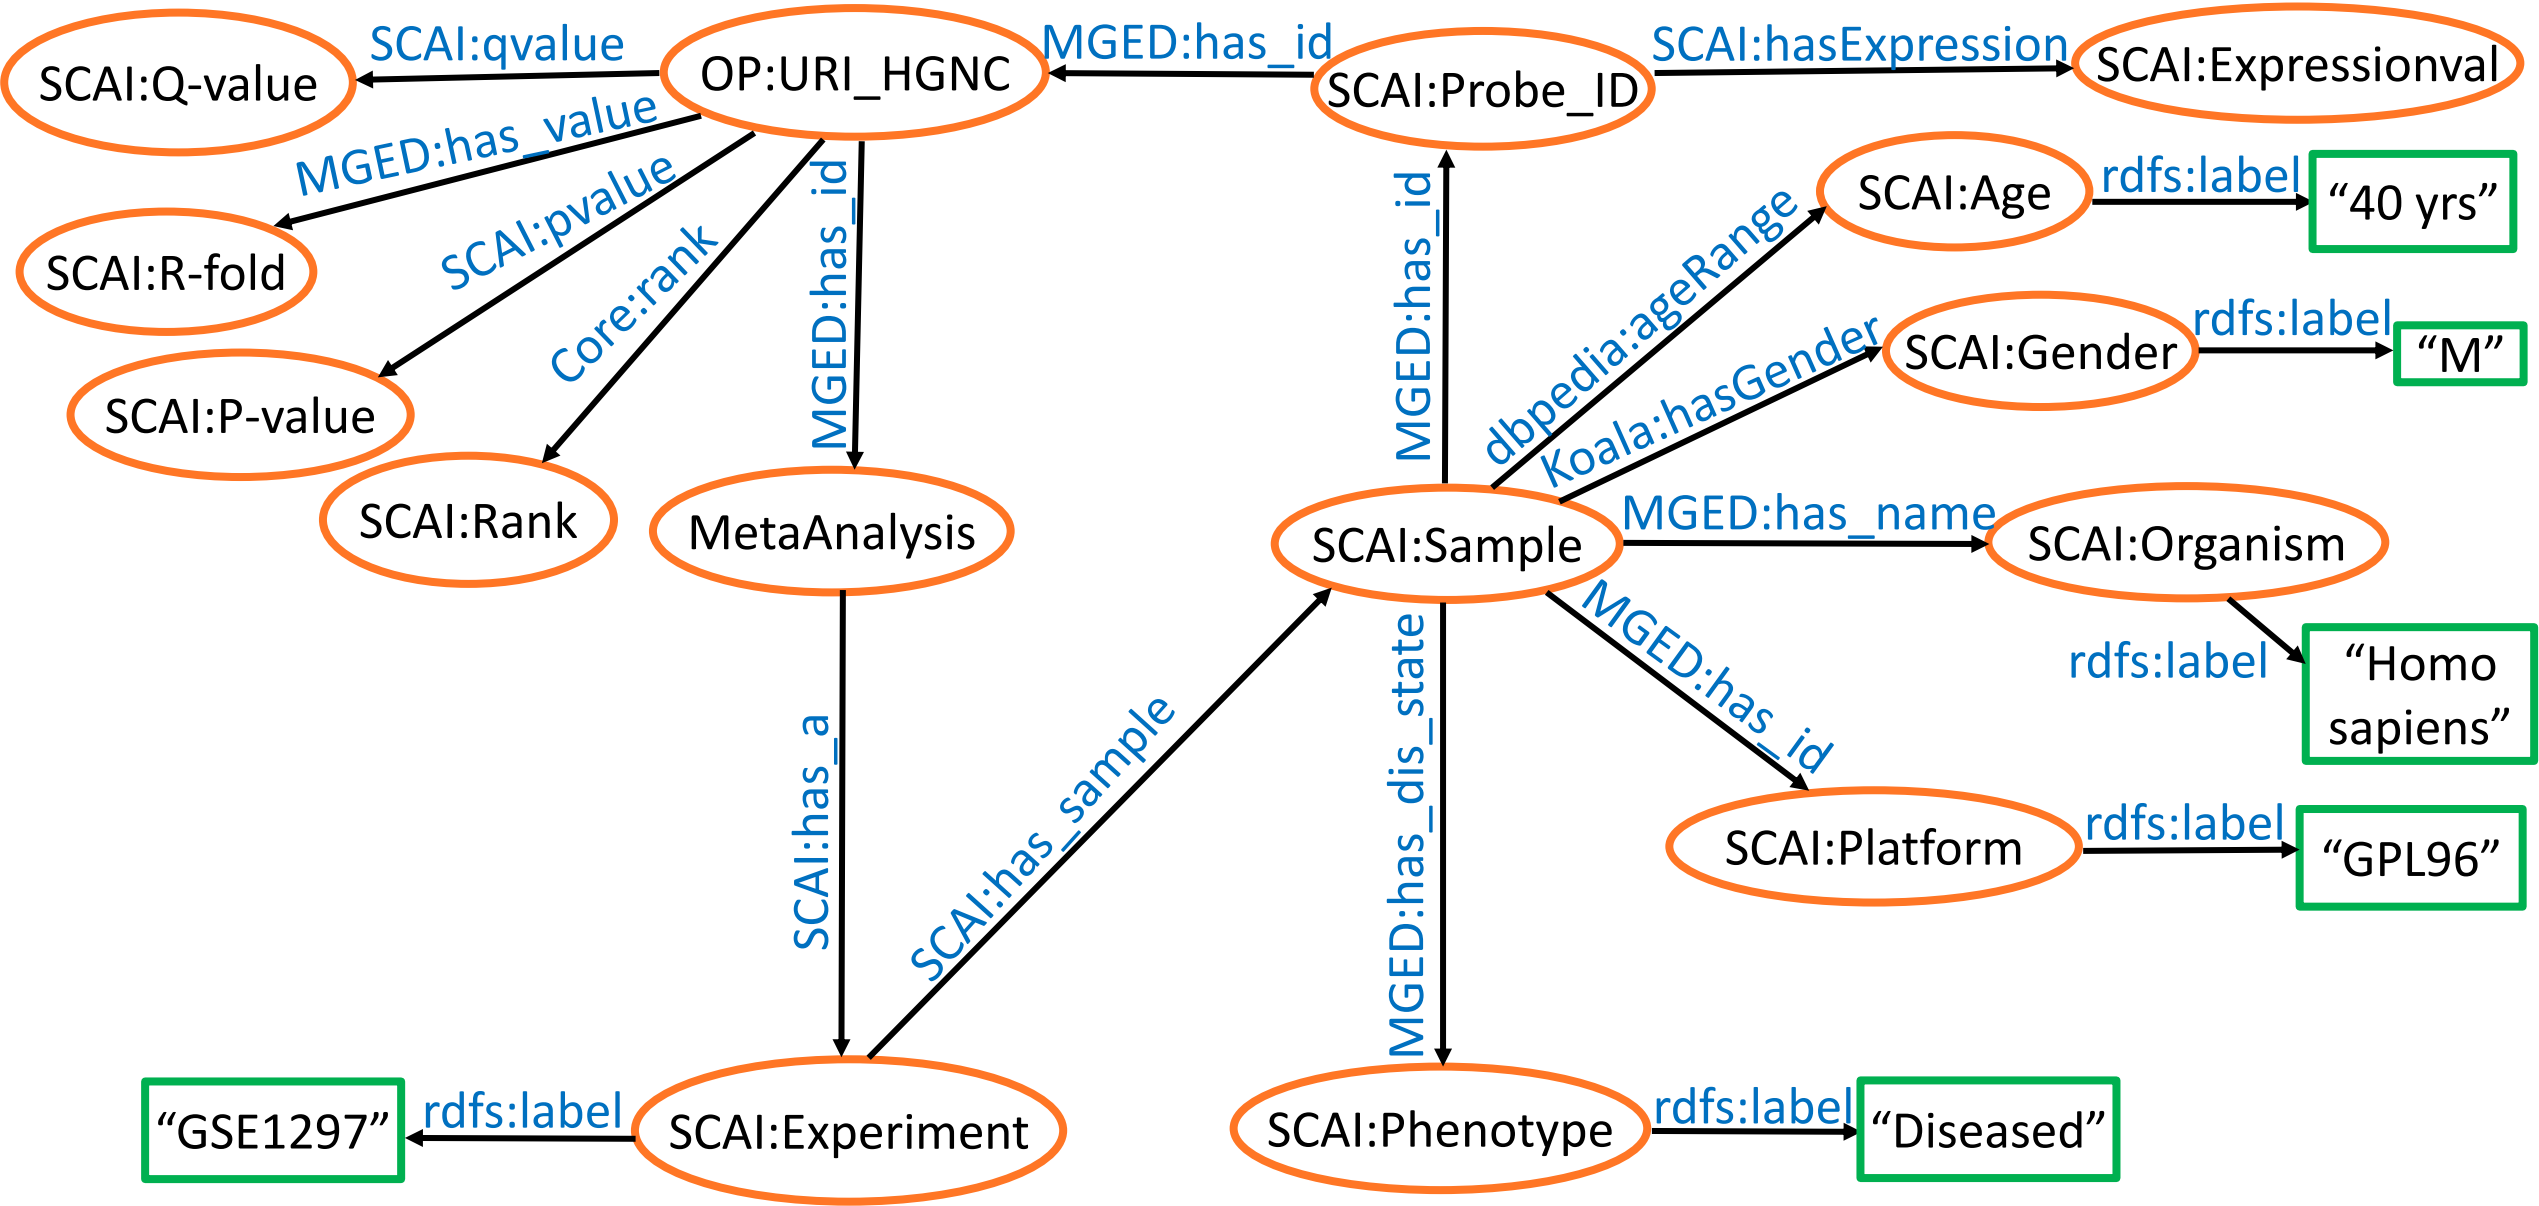 SCAI:qvalue
MGED:has_id
SCAI:hasExpression
SCAI:Q-value
OP:URI_HGNC
SCAI:Probe_ID
SCAI:Expressionval
MGED:has_value
SCAI:pvalue
Core:rank
MGED:has_id
MGED:has_id
dbpedia:ageRange
SCAI:Age
rdfs:label
“40 yrs”
SCAI:R-fold
Koala:hasGender
SCAI:Gender
rdfs:label
“M”
SCAI:P-value
SCAI:Rank
MetaAnalysis
SCAI:Sample
MGED:has_name
SCAI:Organism
rdfs:label
“Homo
sapiens”
MGED:has_id
SCAI:has_a
SCAI:has_sample
MGED:has_dis_state
SCAI:Platform
rdfs:label
“GPL96”
“GSE1297”
rdfs:label
SCAI:Experiment
SCAI:Phenotype
rdfs:label
“Diseased”